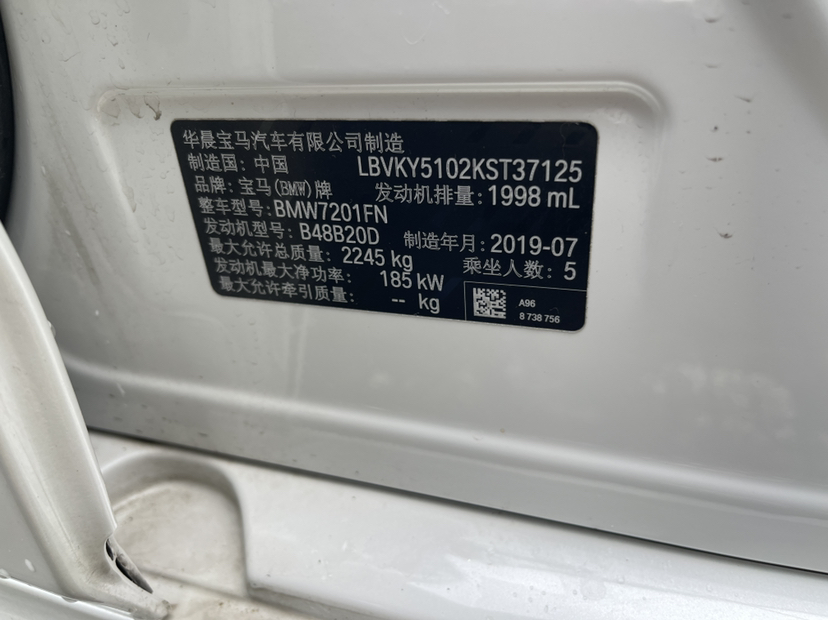 华晨宝马汽车有限公司制造
制造国: 中国 LBVKY5102KST37125
品牌: 宝马(BMW)牌 发动机排量: 1998 mL
整车型号: BMW7201FN
发动机型号: B48B20D 制造年月: 2019-07
最大允许总质量: 2245 kg 乘坐人数: 5
发动机最大净功率: 185 kW
最大允许牵引质量: -- kg
A96
8 738 756